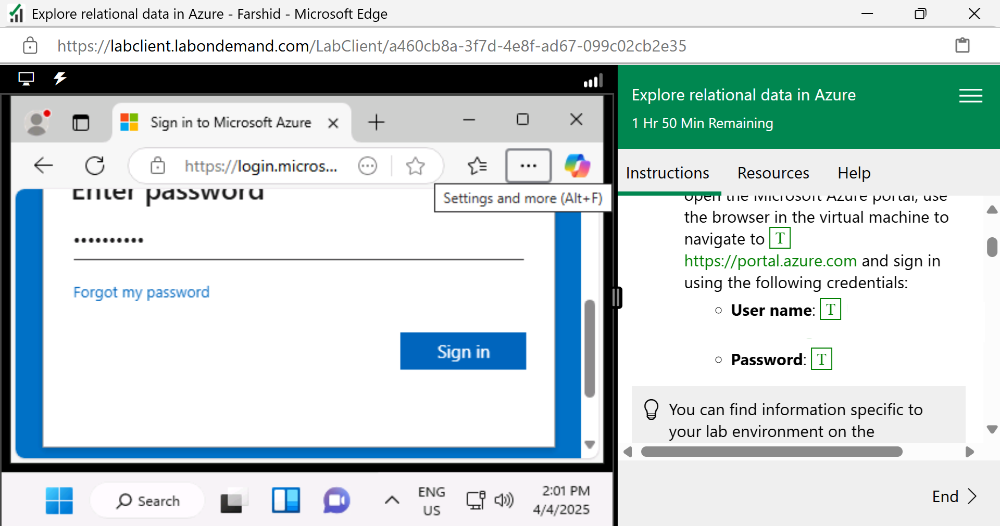 Explore relational data in Azure - Farshid - Microsoft Edge
https://labclient.labondemand.com/LabClient/a460cb8a-3f7d-4e8f-ad67-099c02cb2e35
Sign in to Microsoft Azure
https://login.micros...
Settings and more (Alt+F)
Enter password
••••••••••
Forgot my password
Sign in
Search
ENG
US
2:01 PM
4/4/2025
Explore relational data in Azure
1 Hr 50 Min Remaining
Instructions Resources Help
open the Microsoft Azure portal, use
the browser in the virtual machine to
navigate to T
https://portal.azure.com and sign in
using the following credentials:
○ User name: T
○ Password: T
You can find information specific to
your lab environment on the
End